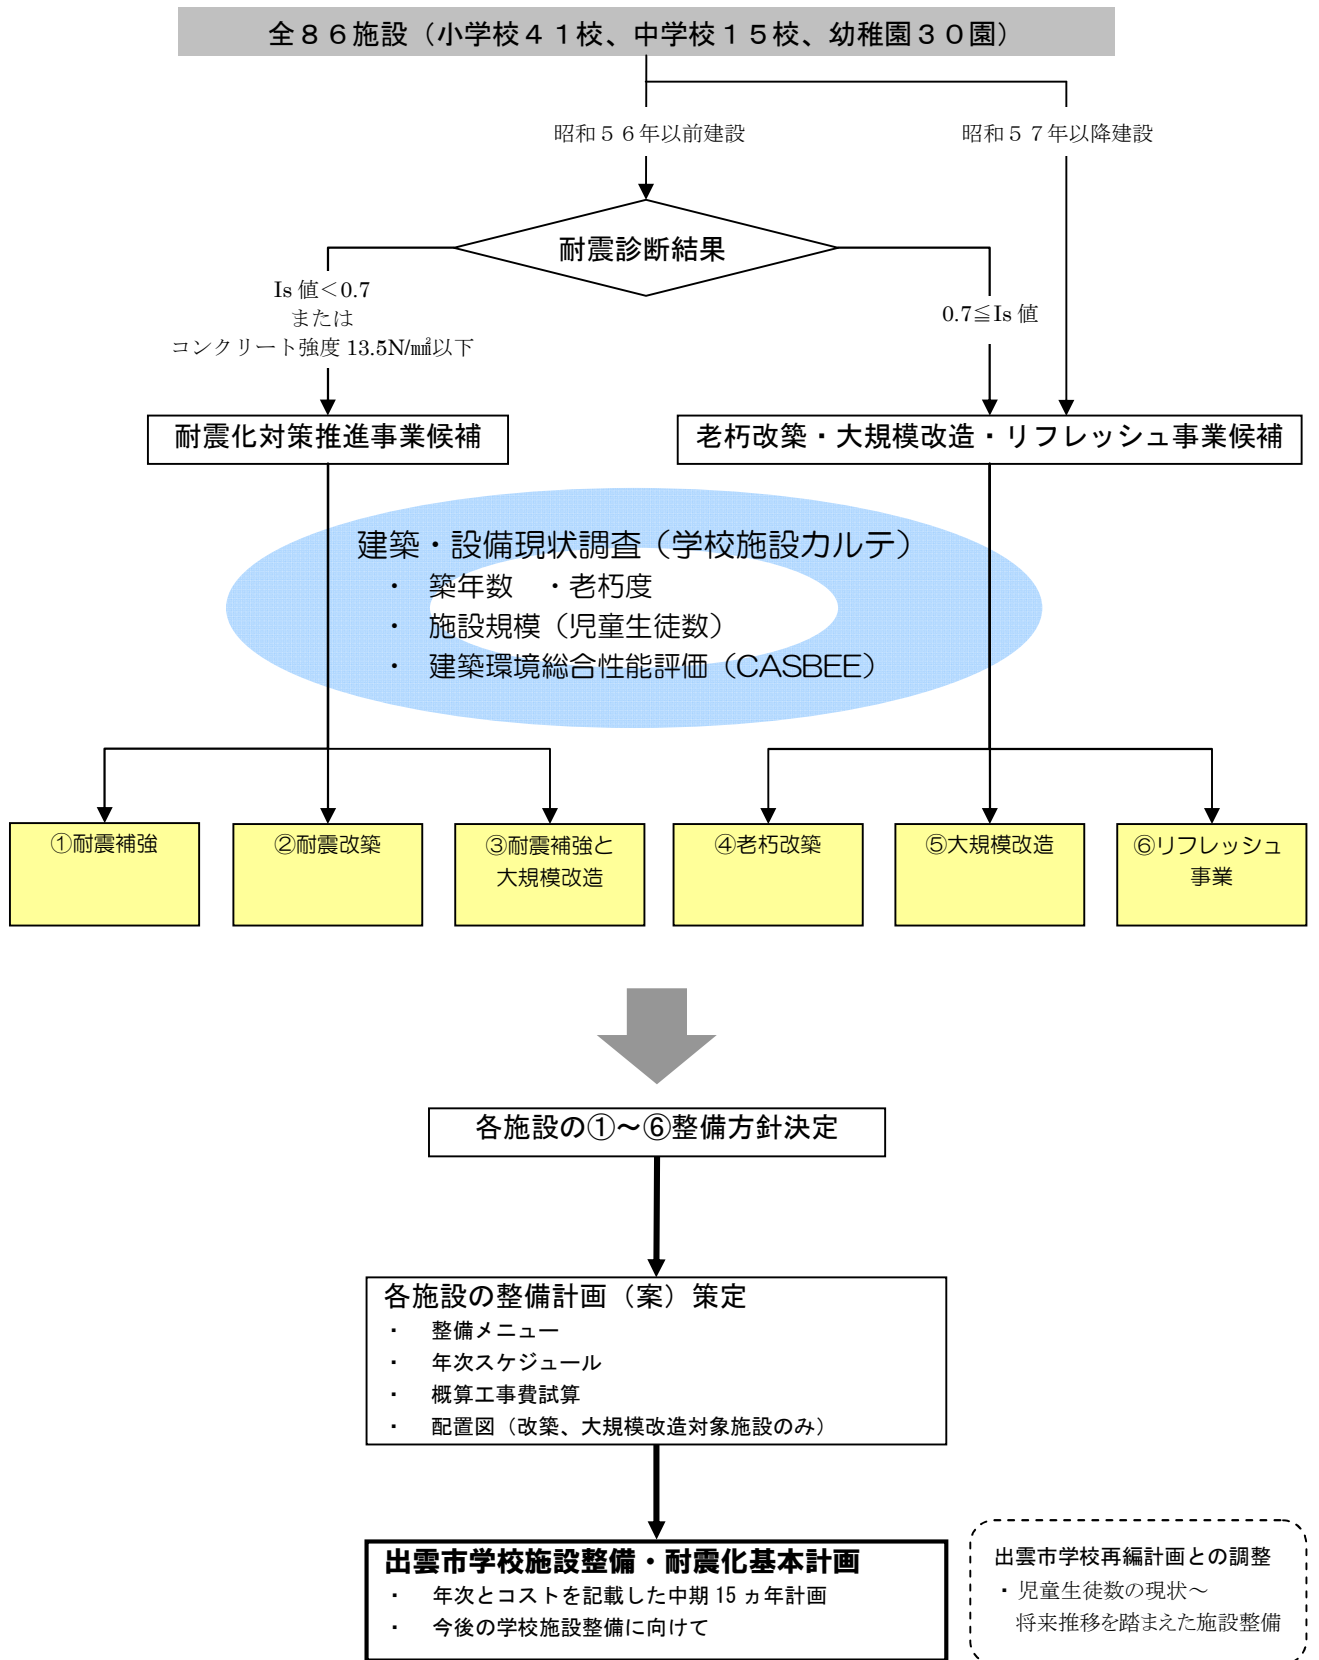 全８６施設（小学校４１校、中学校１５校、幼稚園３０園）
昭和５６年以前建設
昭和５７年以降建設
耐震診断結果
Is 値＜0.7
または
コンクリート強度 13.5N/㎟以下
0.7≦Is 値
耐震化対策推進事業候補
老朽改築・大規模改造・リフレッシュ事業候補
建築・設備現状調査（学校施設カルテ）
・ 築年数 ・老朽度
・ 施設規模（児童生徒数）
・ 建築環境総合性能評価（CASBEE）
①耐震補強
②耐震改築
③耐震補強と
大規模改造
④老朽改築
⑤大規模改造
⑥リフレッシュ
事業
各施設の①～⑥整備方針決定
各施設の整備計画（案）策定
・ 整備メニュー
・ 年次スケジュール
・ 概算工事費試算
・ 配置図（改築、大規模改造対象施設のみ）
出雲市学校施設整備・耐震化基本計画
・ 年次とコストを記載した中期 15 ヵ年計画
・ 今後の学校施設整備に向けて
出雲市学校再編計画との調整
・児童生徒数の現状～
将来推移を踏まえた施設整備